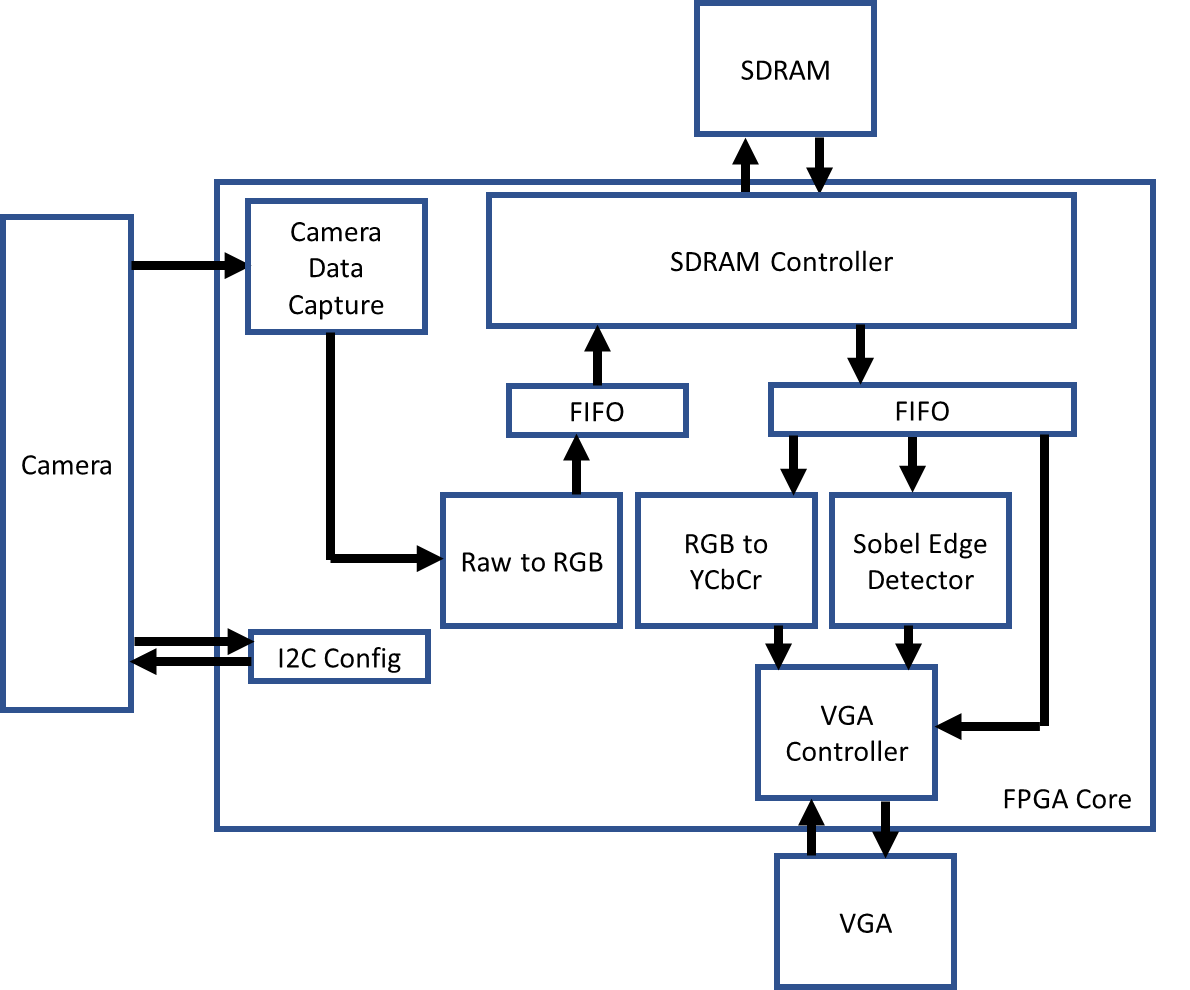 SDRAM
Camera
Data
Capture
SDRAM Controller
FIFO
FIFO
Camera
Raw to RGB
RGB to
YCbCr
Sobel Edge
Detector
I2C Config
VGA
Controller
FPGA Core
VGA